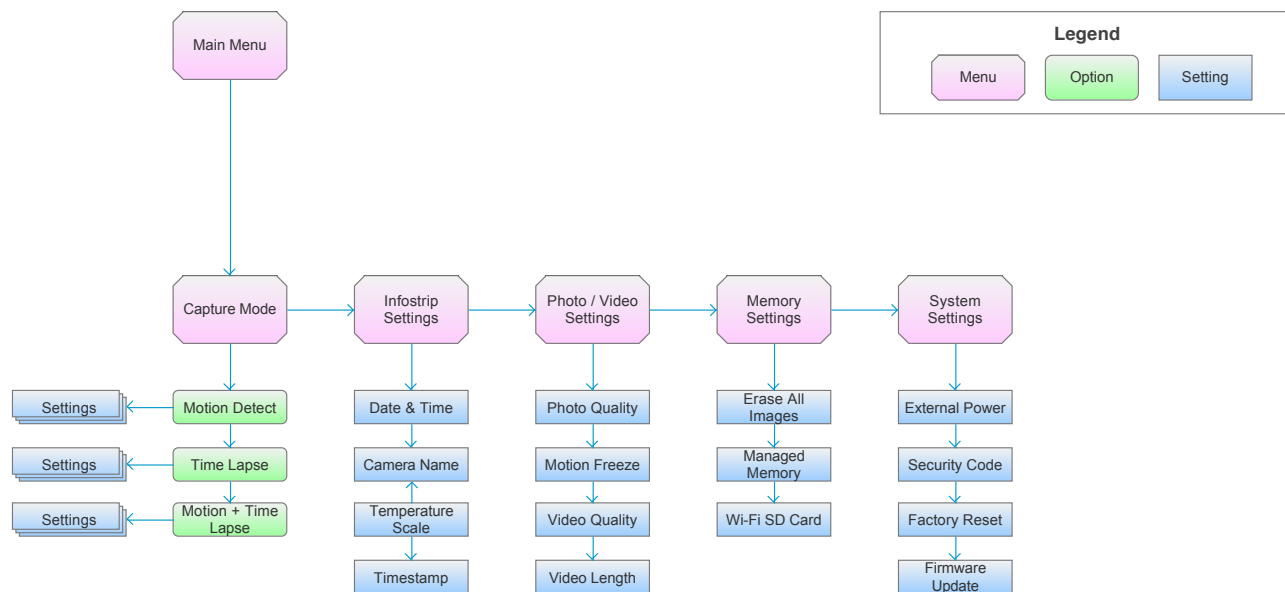 Main Menu
Legend
Menu
Option
Setting
Capture Mode
Infostrip
Settings
Photo / Video
Settings
Memory
Settings
System
Settings
Settings
Motion Detect
Date & Time
Photo Quality
Erase All
Images
External Power
Settings
Time Lapse
Camera Name
Motion Freeze
Managed
Memory
Security Code
Settings
Motion + Time
Lapse
Temperature
Scale
Video Quality
Wi-Fi SD Card
Factory Reset
Timestamp
Video Length
Firmware
Update